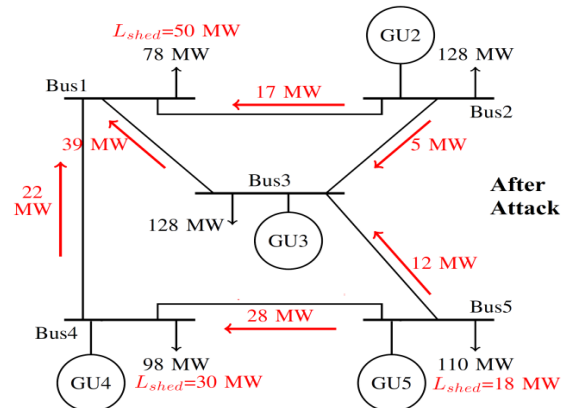 L_shed=50 MW
78 MW
GU2
128 MW
Bus1
17 MW
Bus2
39 MW
5 MW
Bus3
22
MW
128 MW
GU3
After
Attack
12 MW
Bus4
28 MW
Bus5
GU4
98 MW
L_shed=30 MW
GU5
110 MW
L_shed=18 MW